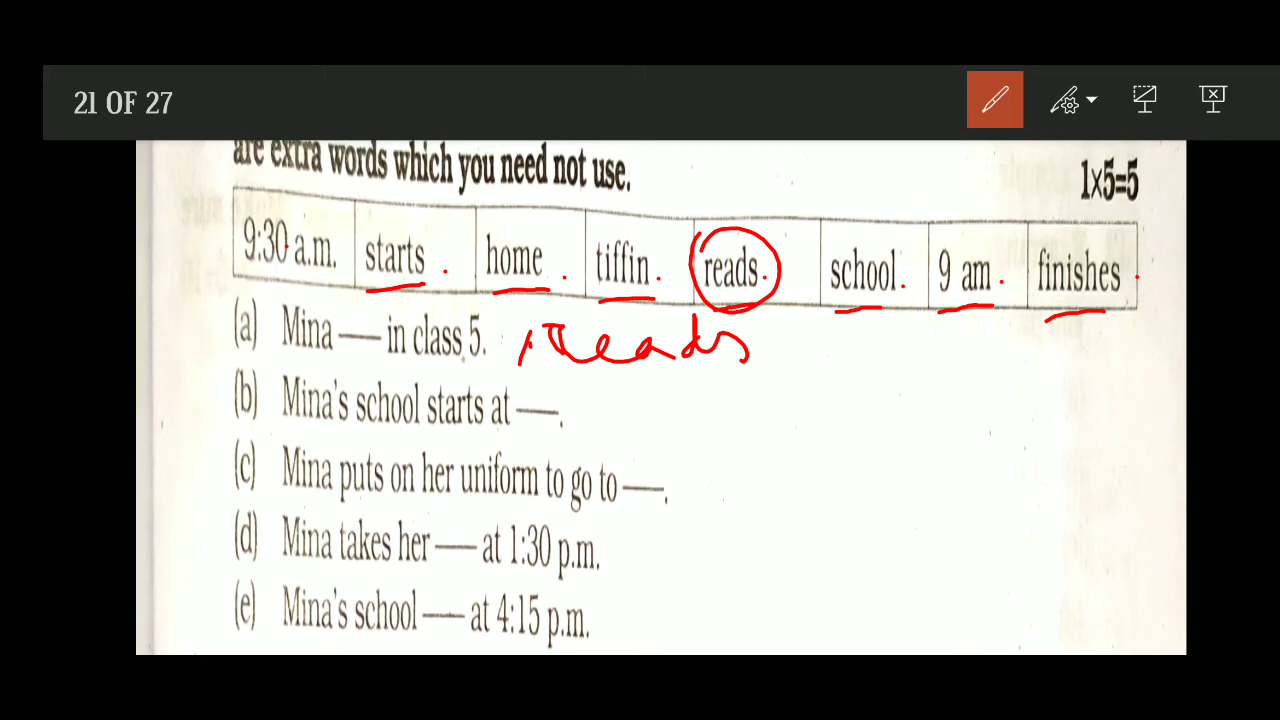 21 OF 27
are extra words which you need not use. 1×5=5
9:30 a.m. starts home tiffin reads school 9 am finishes
(a) Mina — in class 5. reads
(b) Mina's school starts at —.
(c) Mina puts on her uniform to go to —.
(d) Mina takes her — at 1:30 p.m.
(e) Mina's school — at 4:15 p.m.